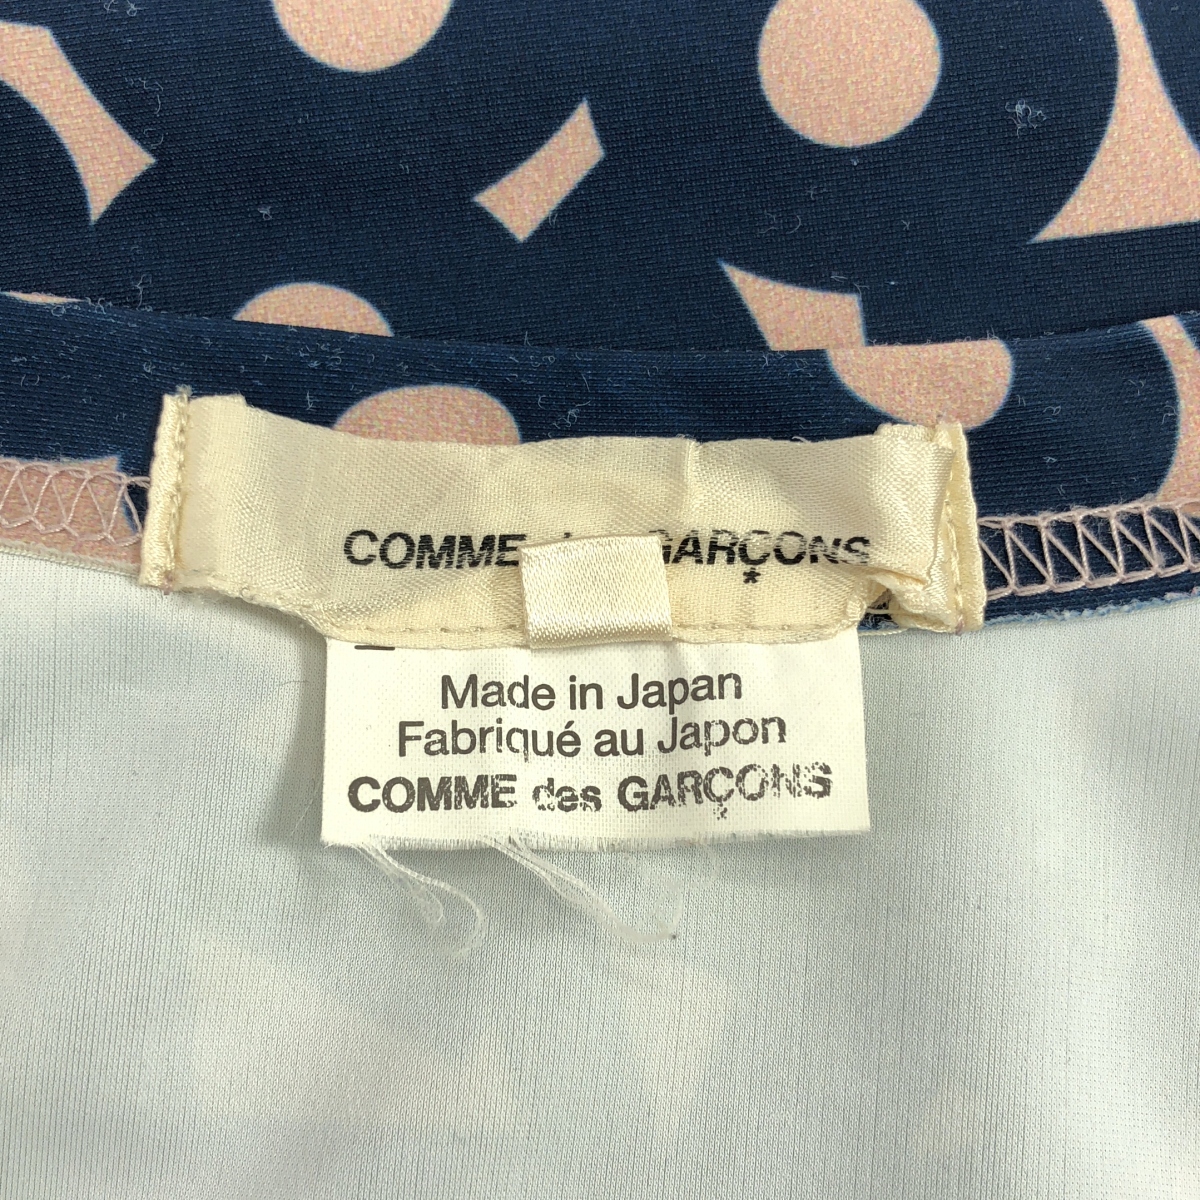 COMME GARÇONS
*
Made in Japan
Fabriqué au Japon
COMME des GARÇONS